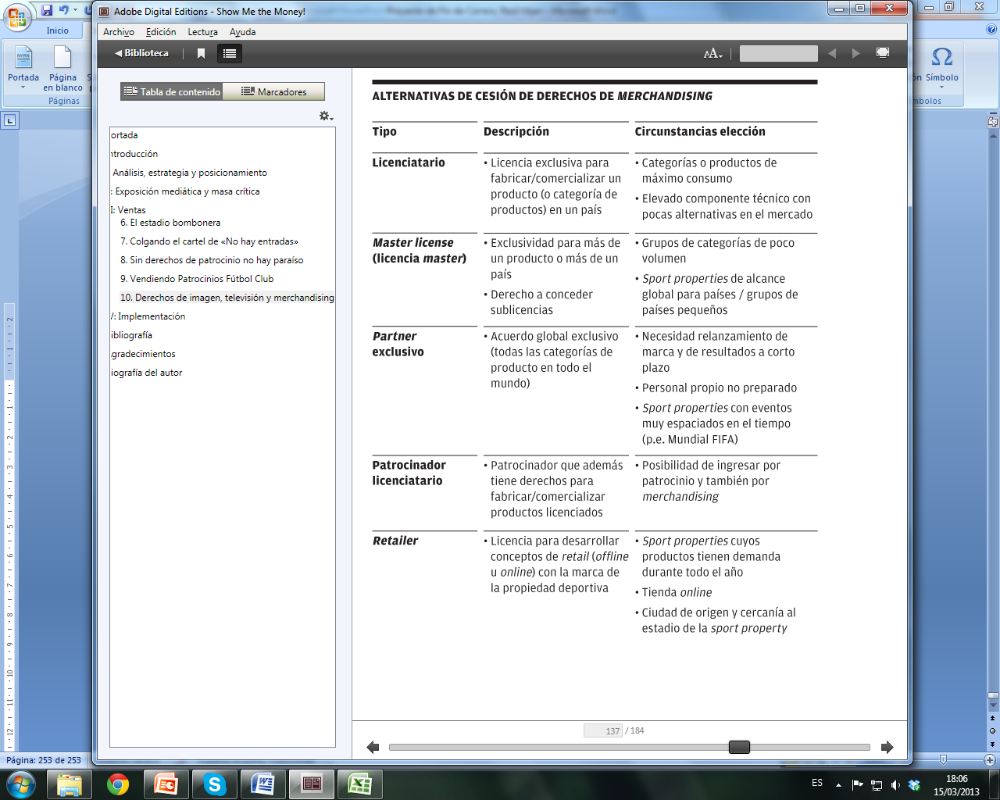 Adobe Digital Editions - Show Me the Money!
Inicio
Archivo Edición Lectura Ayuda
Biblioteca
AA
Portada
Página
en blanco
Páginas
Símbolo
Tabla de contenido
Marcadores
ortada
ntroducción
Análisis, estrategia y posicionamiento
: Exposición mediática y masa crítica
I: Ventas
6. El estadio bombonera
7. Colgando el cartel de «No hay entradas»
8. Sin derechos de patrocinio no hay paraíso
9. Vendiendo Patrocinios Fútbol Club
10. Derechos de imagen, televisión y merchandising
/: Implementación
ibliografía
gradecimientos
iografía del autor
ALTERNATIVAS DE CESIÓN DE DERECHOS DE MERCHANDISING
Tipo Descripción Circunstancias elección
Licenciatario
• Licencia exclusiva para
fabricar/comercializar un
producto (o categoría de
productos) en un país
• Categorías o productos de
máximo consumo
• Elevado componente técnico con
pocas alternativas en el mercado
Master license
(licencia master)
• Exclusividad para más de
un producto o más de un
país
• Derecho a conceder
sublicencias
• Grupos de categorías de poco
volumen
• Sport properties de alcance
global para países / grupos de
países pequeños
Partner
exclusivo
• Acuerdo global exclusivo
(todas las categorías de
producto en todo el
mundo)
• Necesidad relanzamiento de
marca y de resultados a corto
plazo
• Personal propio no preparado
• Sport properties con eventos
muy espaciados en el tiempo
(p.e. Mundial FIFA)
Patrocinador
licenciatario
• Patrocinador que además
tiene derechos para
fabricar/comercializar
productos licenciados
• Posibilidad de ingresar por
patrocinio y también por
merchandising
Retailer
• Licencia para desarrollar
conceptos de retail (offline
u online) con la marca de
la propiedad deportiva
• Sport properties cuyos
productos tienen demanda
durante todo el año
• Tienda online
• Ciudad de origen y cercanía al
estadio de la sport property
137 / 184
Página: 253 de 253
ES
18:06
15/03/2013